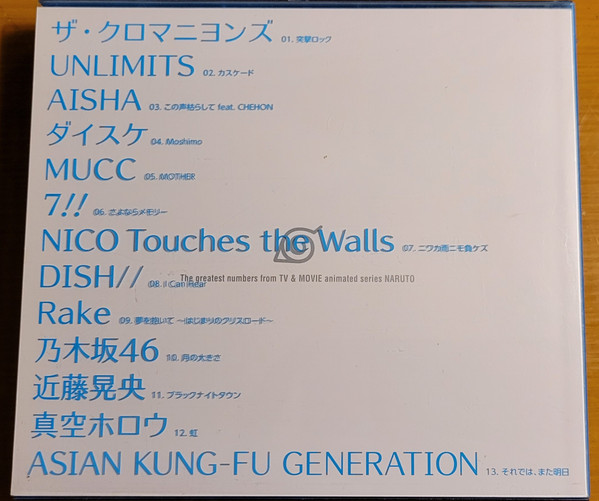 ザ・クロマニヨンズ 01. 突撃ロック
UNLIMITS 02. カスケード
AISHA 03. この声枯らして feat. CHEHON
ダイスケ 04. Moshimo
MUCC 05. MOTHER
7!! 06. さよならメモリー
NICO Touches the Walls 07. ニワカ雨ニモ負ケズ
DISH// 08. I Can Hear
The greatest numbers from TV & MOVIE animated series NARUTO
Rake 09. 夢を抱いて ～はじまりのクリスロード～
乃木坂46 10. 月の大きさ
近藤晃央 11. ブラックナイトタウン
真空ホロウ 12. 虹
ASIAN KUNG-FU GENERATION 13. それでは、また明日